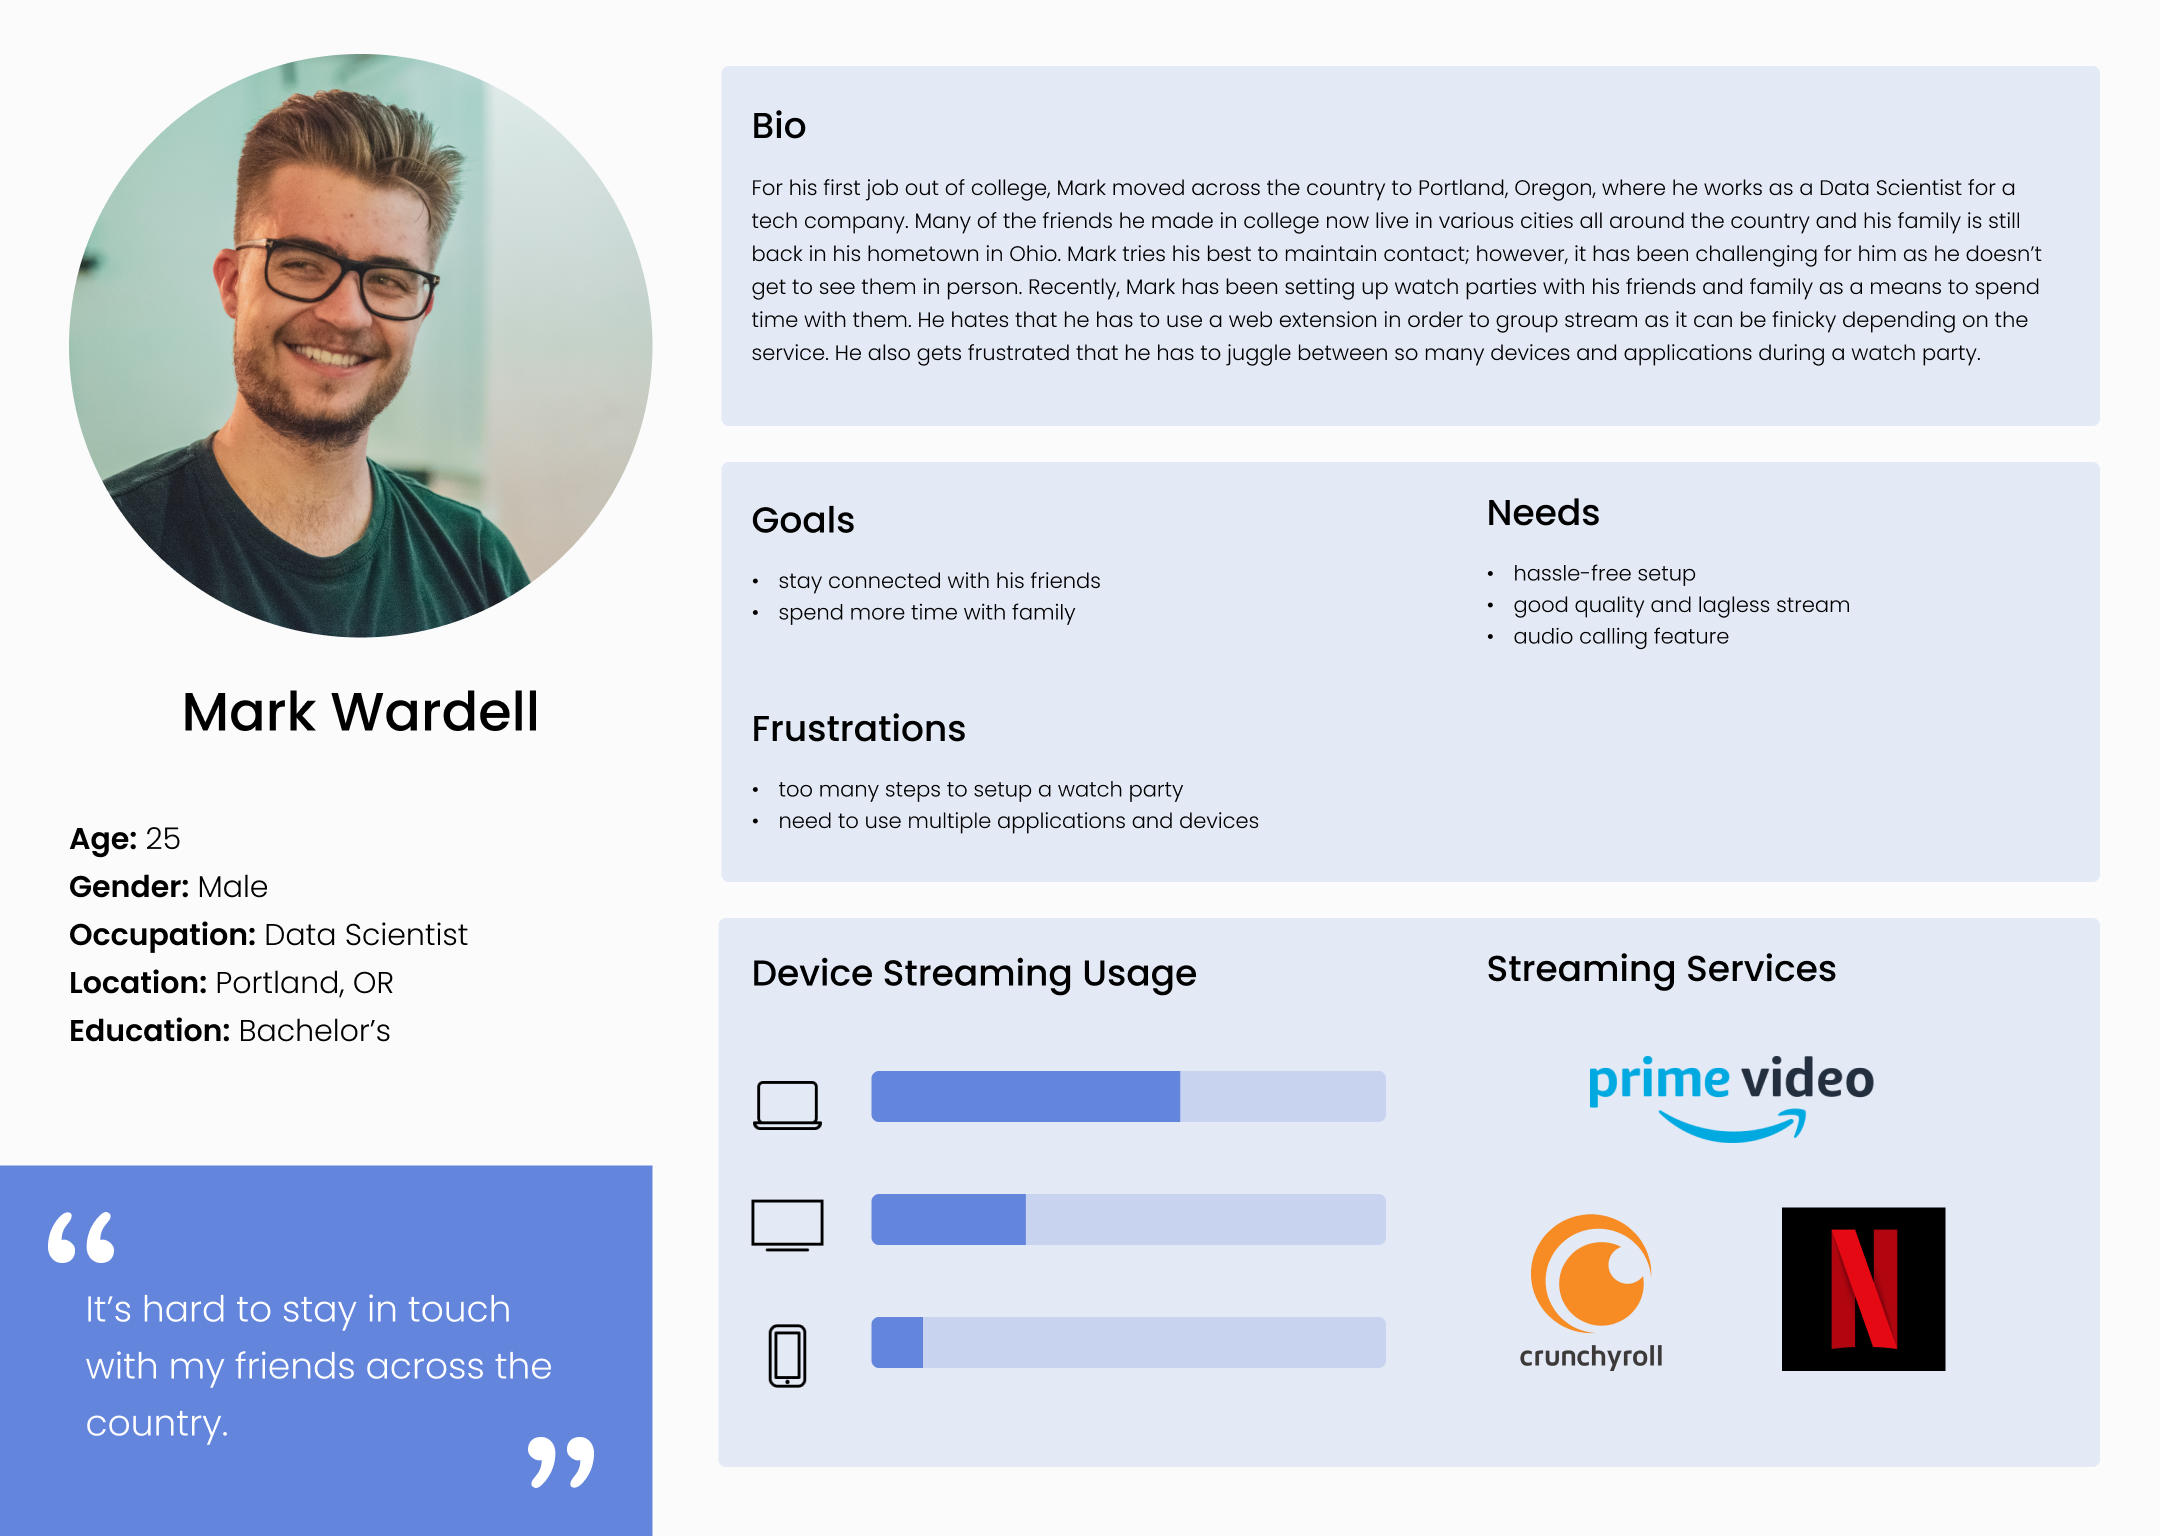 Mark Wardell
Age: 25
Gender: Male
Occupation: Data Scientist
Location: Portland, OR
Education: Bachelor’s
“
It’s hard to stay in touch
with my friends across the
country.
”
Bio
For his first job out of college, Mark moved across the country to Portland, Oregon, where he works as a Data Scientist for a
tech company. Many of the friends he made in college now live in various cities all around the country and his family is still
back in his hometown in Ohio. Mark tries his best to maintain contact; however, it has been challenging for him as he doesn’t
get to see them in person. Recently, Mark has been setting up watch parties with his friends and family as a means to spend
time with them. He hates that he has to use a web extension in order to group stream as it can be finicky depending on the
service. He also gets frustrated that he has to juggle between so many devices and applications during a watch party.
Goals
• stay connected with his friends
• spend more time with family
Frustrations
• too many steps to setup a watch party
• need to use multiple applications and devices
Needs
• hassle-free setup
• good quality and lagless stream
• audio calling feature
Device Streaming Usage
Streaming Services
prime video
crunchyroll
N